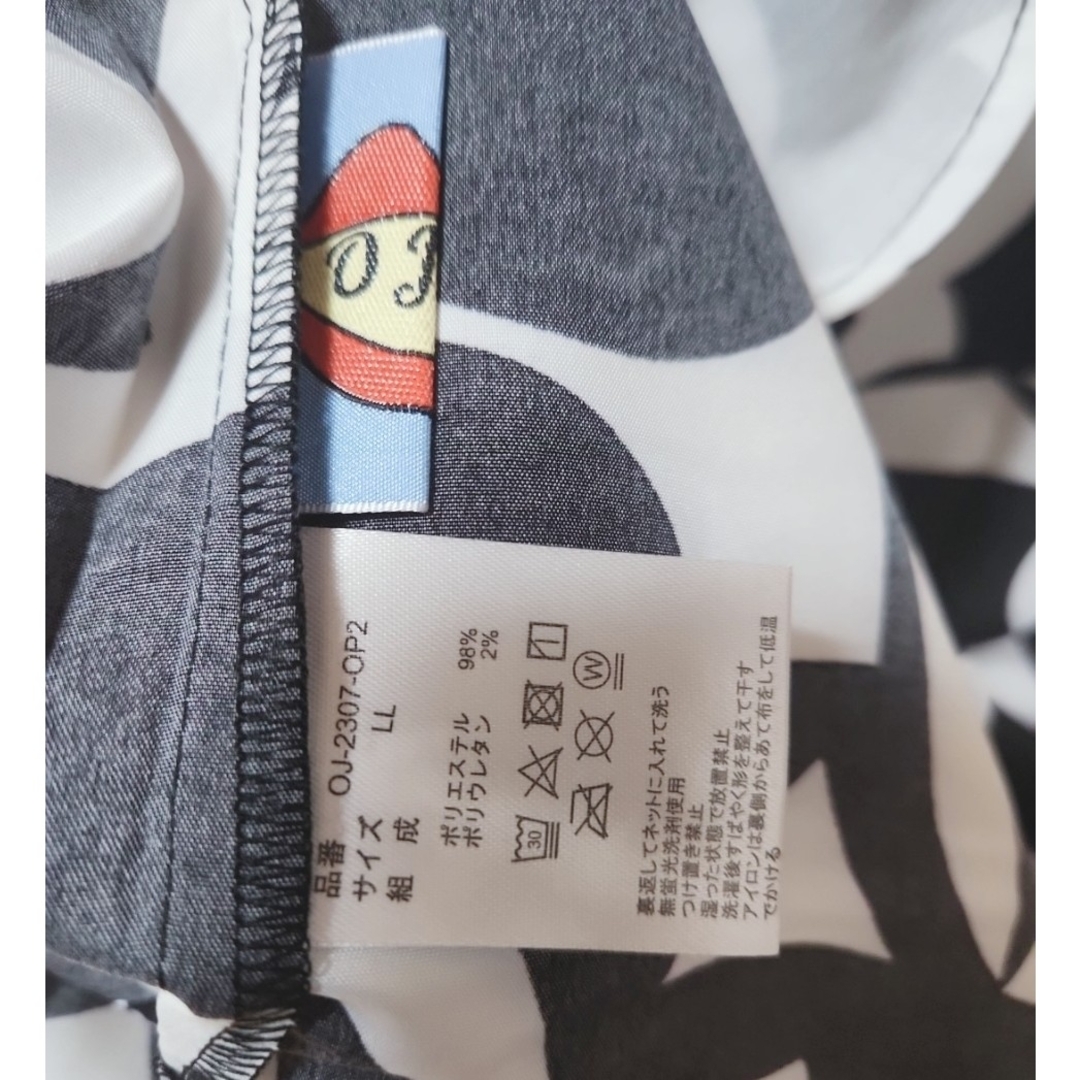 品番 OJ-2307-OP2
サイズ LL
組成
ポリエステル 98%
ポリウレタン 2%
30
W
裏返してネットに入れて洗う
無蛍光洗剤使用
つけ置き禁止
湿った状態で放置禁止
洗濯後すばやく形を整えて干す
アイロンは裏側からあて布をして低温
でかける